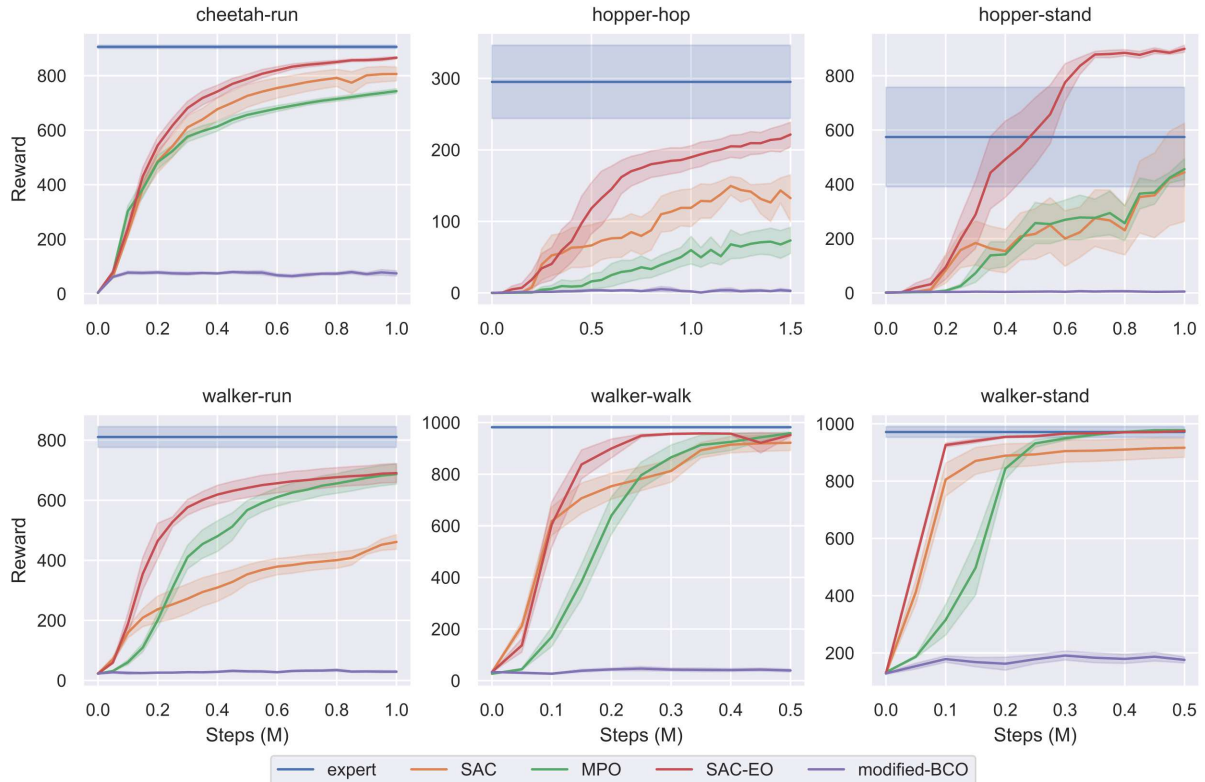 cheetah-run hopper-hop hopper-stand
Reward
800
600
400
200
0
0.0 0.2 0.4 0.6 0.8 1.0
300
200
100
0
0.0 0.5 1.0 1.5
800
600
400
200
0
0.0 0.2 0.4 0.6 0.8 1.0
walker-run walker-walk walker-stand
Reward
800
600
400
200
0
0.0 0.2 0.4 0.6 0.8 1.0
Steps (M)
1000
800
600
400
200
0
0.0 0.1 0.2 0.3 0.4 0.5
Steps (M)
1000
800
600
400
200
0.0 0.1 0.2 0.3 0.4 0.5
Steps (M)
expert SAC MPO SAC-EO modified-BCO